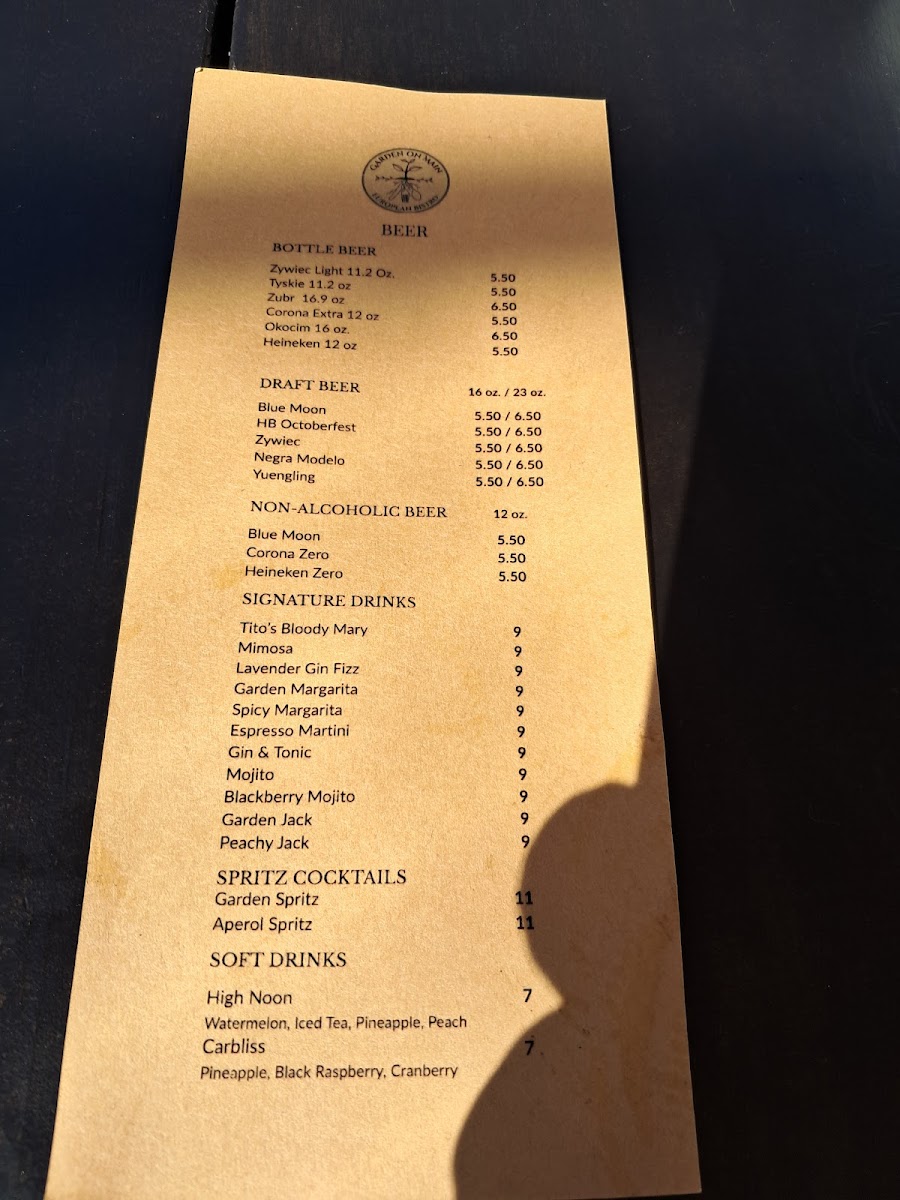 GARDEN ON MAIN
EUROPEAN BISTRO
BEER
BOTTLE BEER
Zywiec Light 11.2 Oz. 5.50
Tyskie 11.2 oz 5.50
Zubr 16.9 oz 6.50
Corona Extra 12 oz 5.50
Okocim 16 oz. 6.50
Heineken 12 oz 5.50
DRAFT BEER 16 oz. / 23 oz.
Blue Moon 5.50 / 6.50
HB Octoberfest 5.50 / 6.50
Zywiec 5.50 / 6.50
Negra Modelo 5.50 / 6.50
Yuengling 5.50 / 6.50
NON-ALCOHOLIC BEER 12 oz.
Blue Moon 5.50
Corona Zero 5.50
Heineken Zero 5.50
SIGNATURE DRINKS
Tito's Bloody Mary 9
Mimosa 9
Lavender Gin Fizz 9
Garden Margarita 9
Spicy Margarita 9
Espresso Martini 9
Gin & Tonic 9
Mojito 9
Blackberry Mojito 9
Garden Jack 9
Peachy Jack 9
SPRITZ COCKTAILS
Garden Spritz 11
Aperol Spritz 11
SOFT DRINKS
High Noon 7
Watermelon, Iced Tea, Pineapple, Peach
Carbliss 7
Pineapple, Black Raspberry, Cranberry